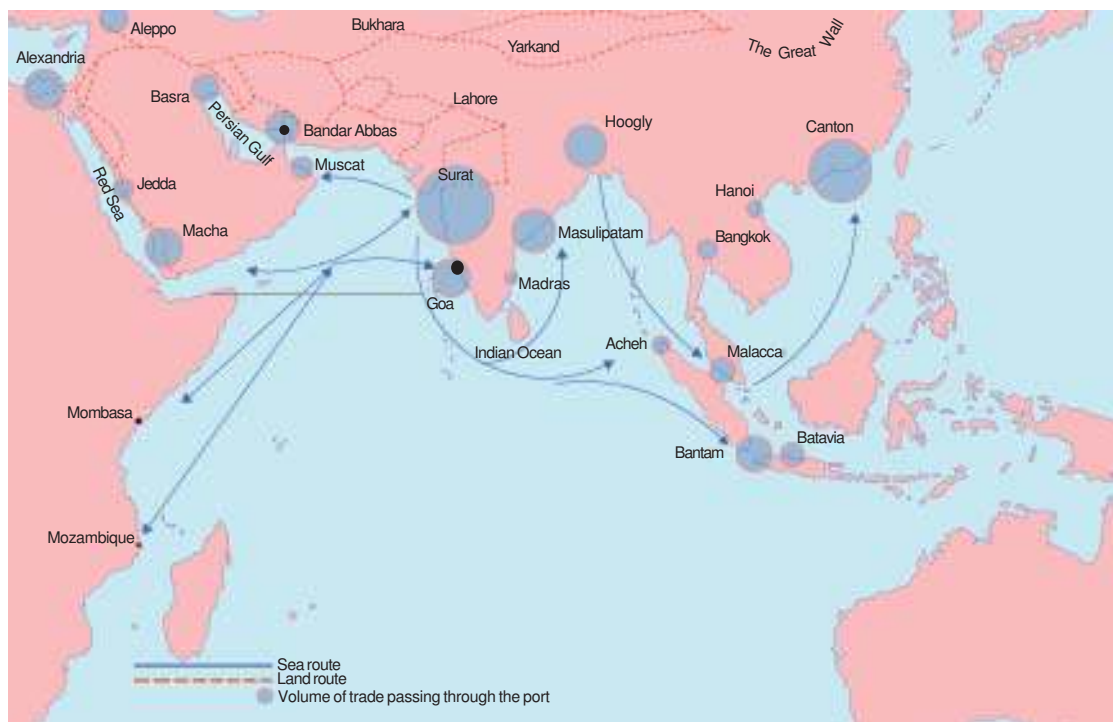 Aleppo
Bukhara
Yarkand
The Great Wall
Alexandria
Basra
Persian Gulf
Bandar Abbas
Lahore
Hoogly
Canton
Muscat
Surat
Red Sea
Jedda
Hanoi
Macha
Masulipatam
Bangkok
Goa
Madras
Indian Ocean
Acheh
Malacca
Mombasa
Bantam
Batavia
Mozambique
Sea route
Land route
Volume of trade passing through the port